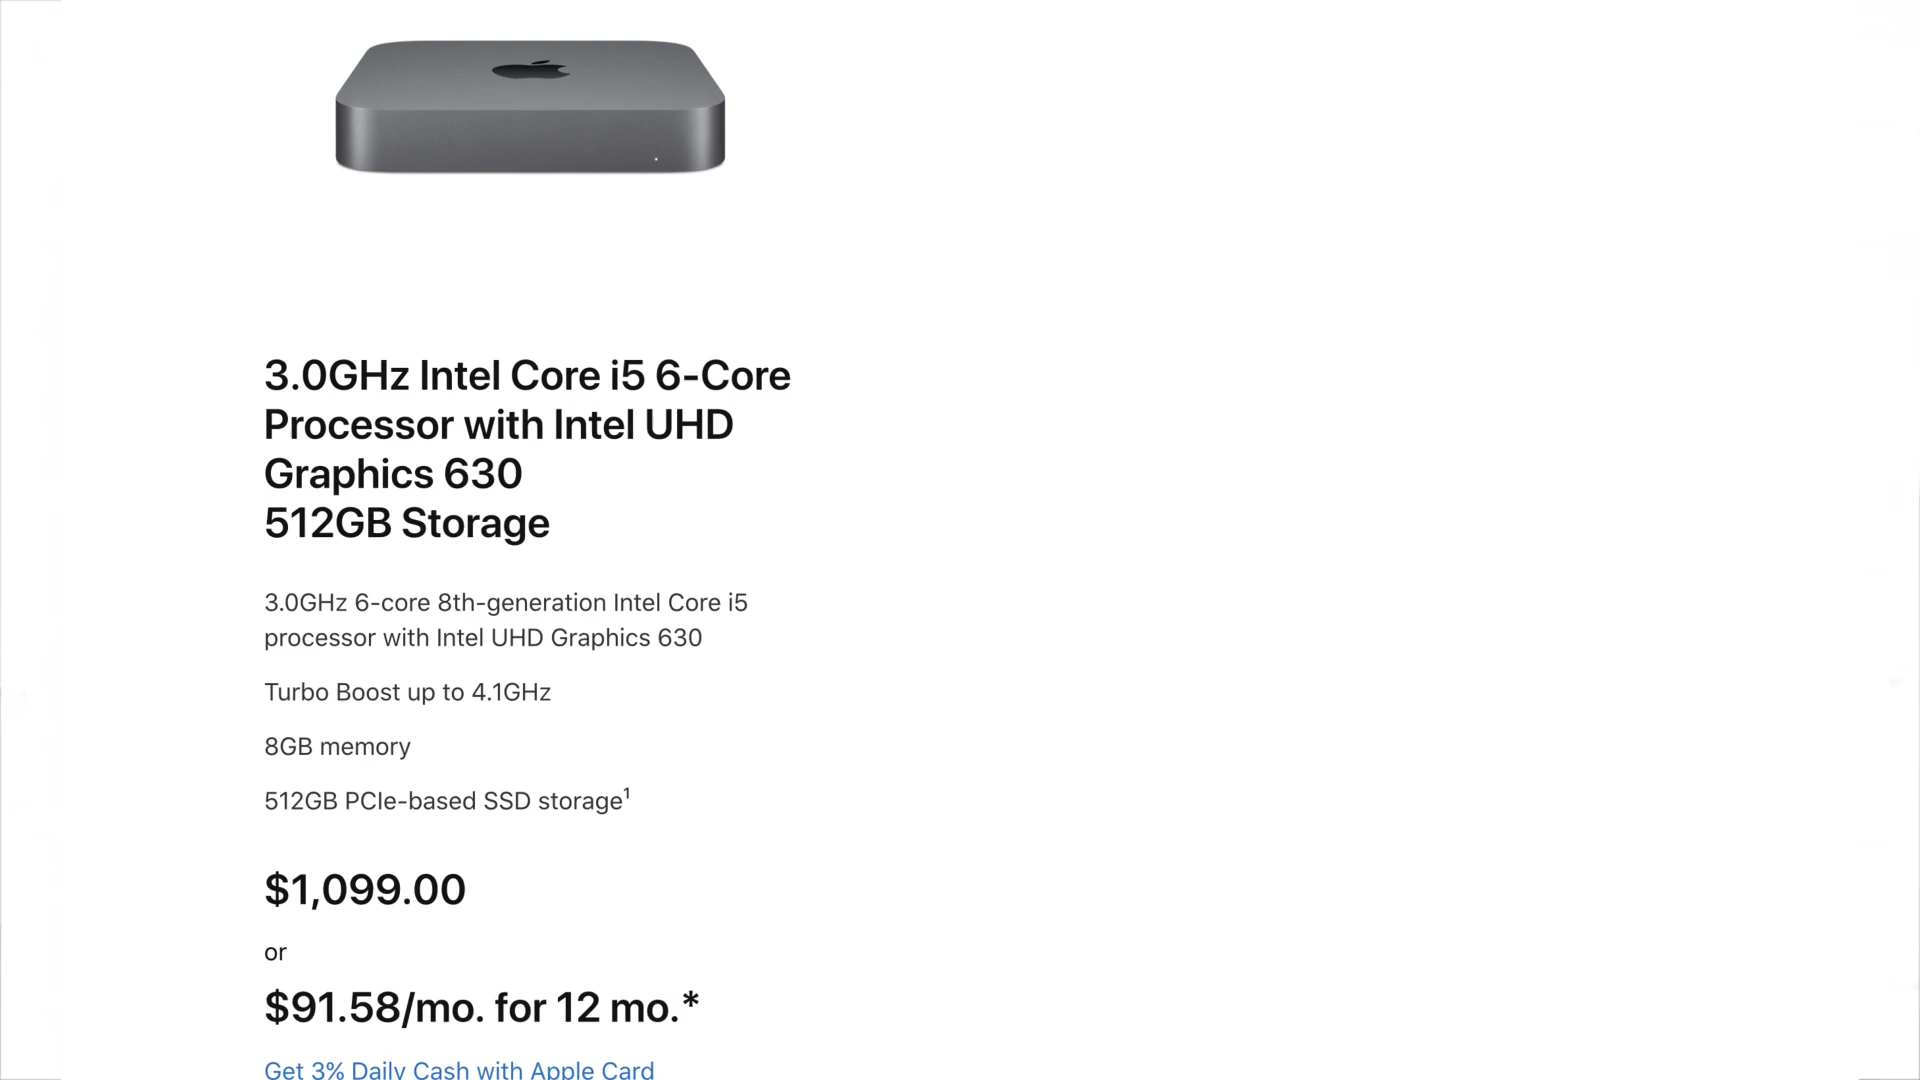 3.0GHz Intel Core i5 6-Core
Processor with Intel UHD
Graphics 630
512GB Storage
3.0GHz 6-core 8th-generation Intel Core i5
processor with Intel UHD Graphics 630
Turbo Boost up to 4.1GHz
8GB memory
512GB PCIe-based SSD storage¹
$1,099.00
or
$91.58/mo. for 12 mo.*
Get 3% Daily Cash with Apple Card